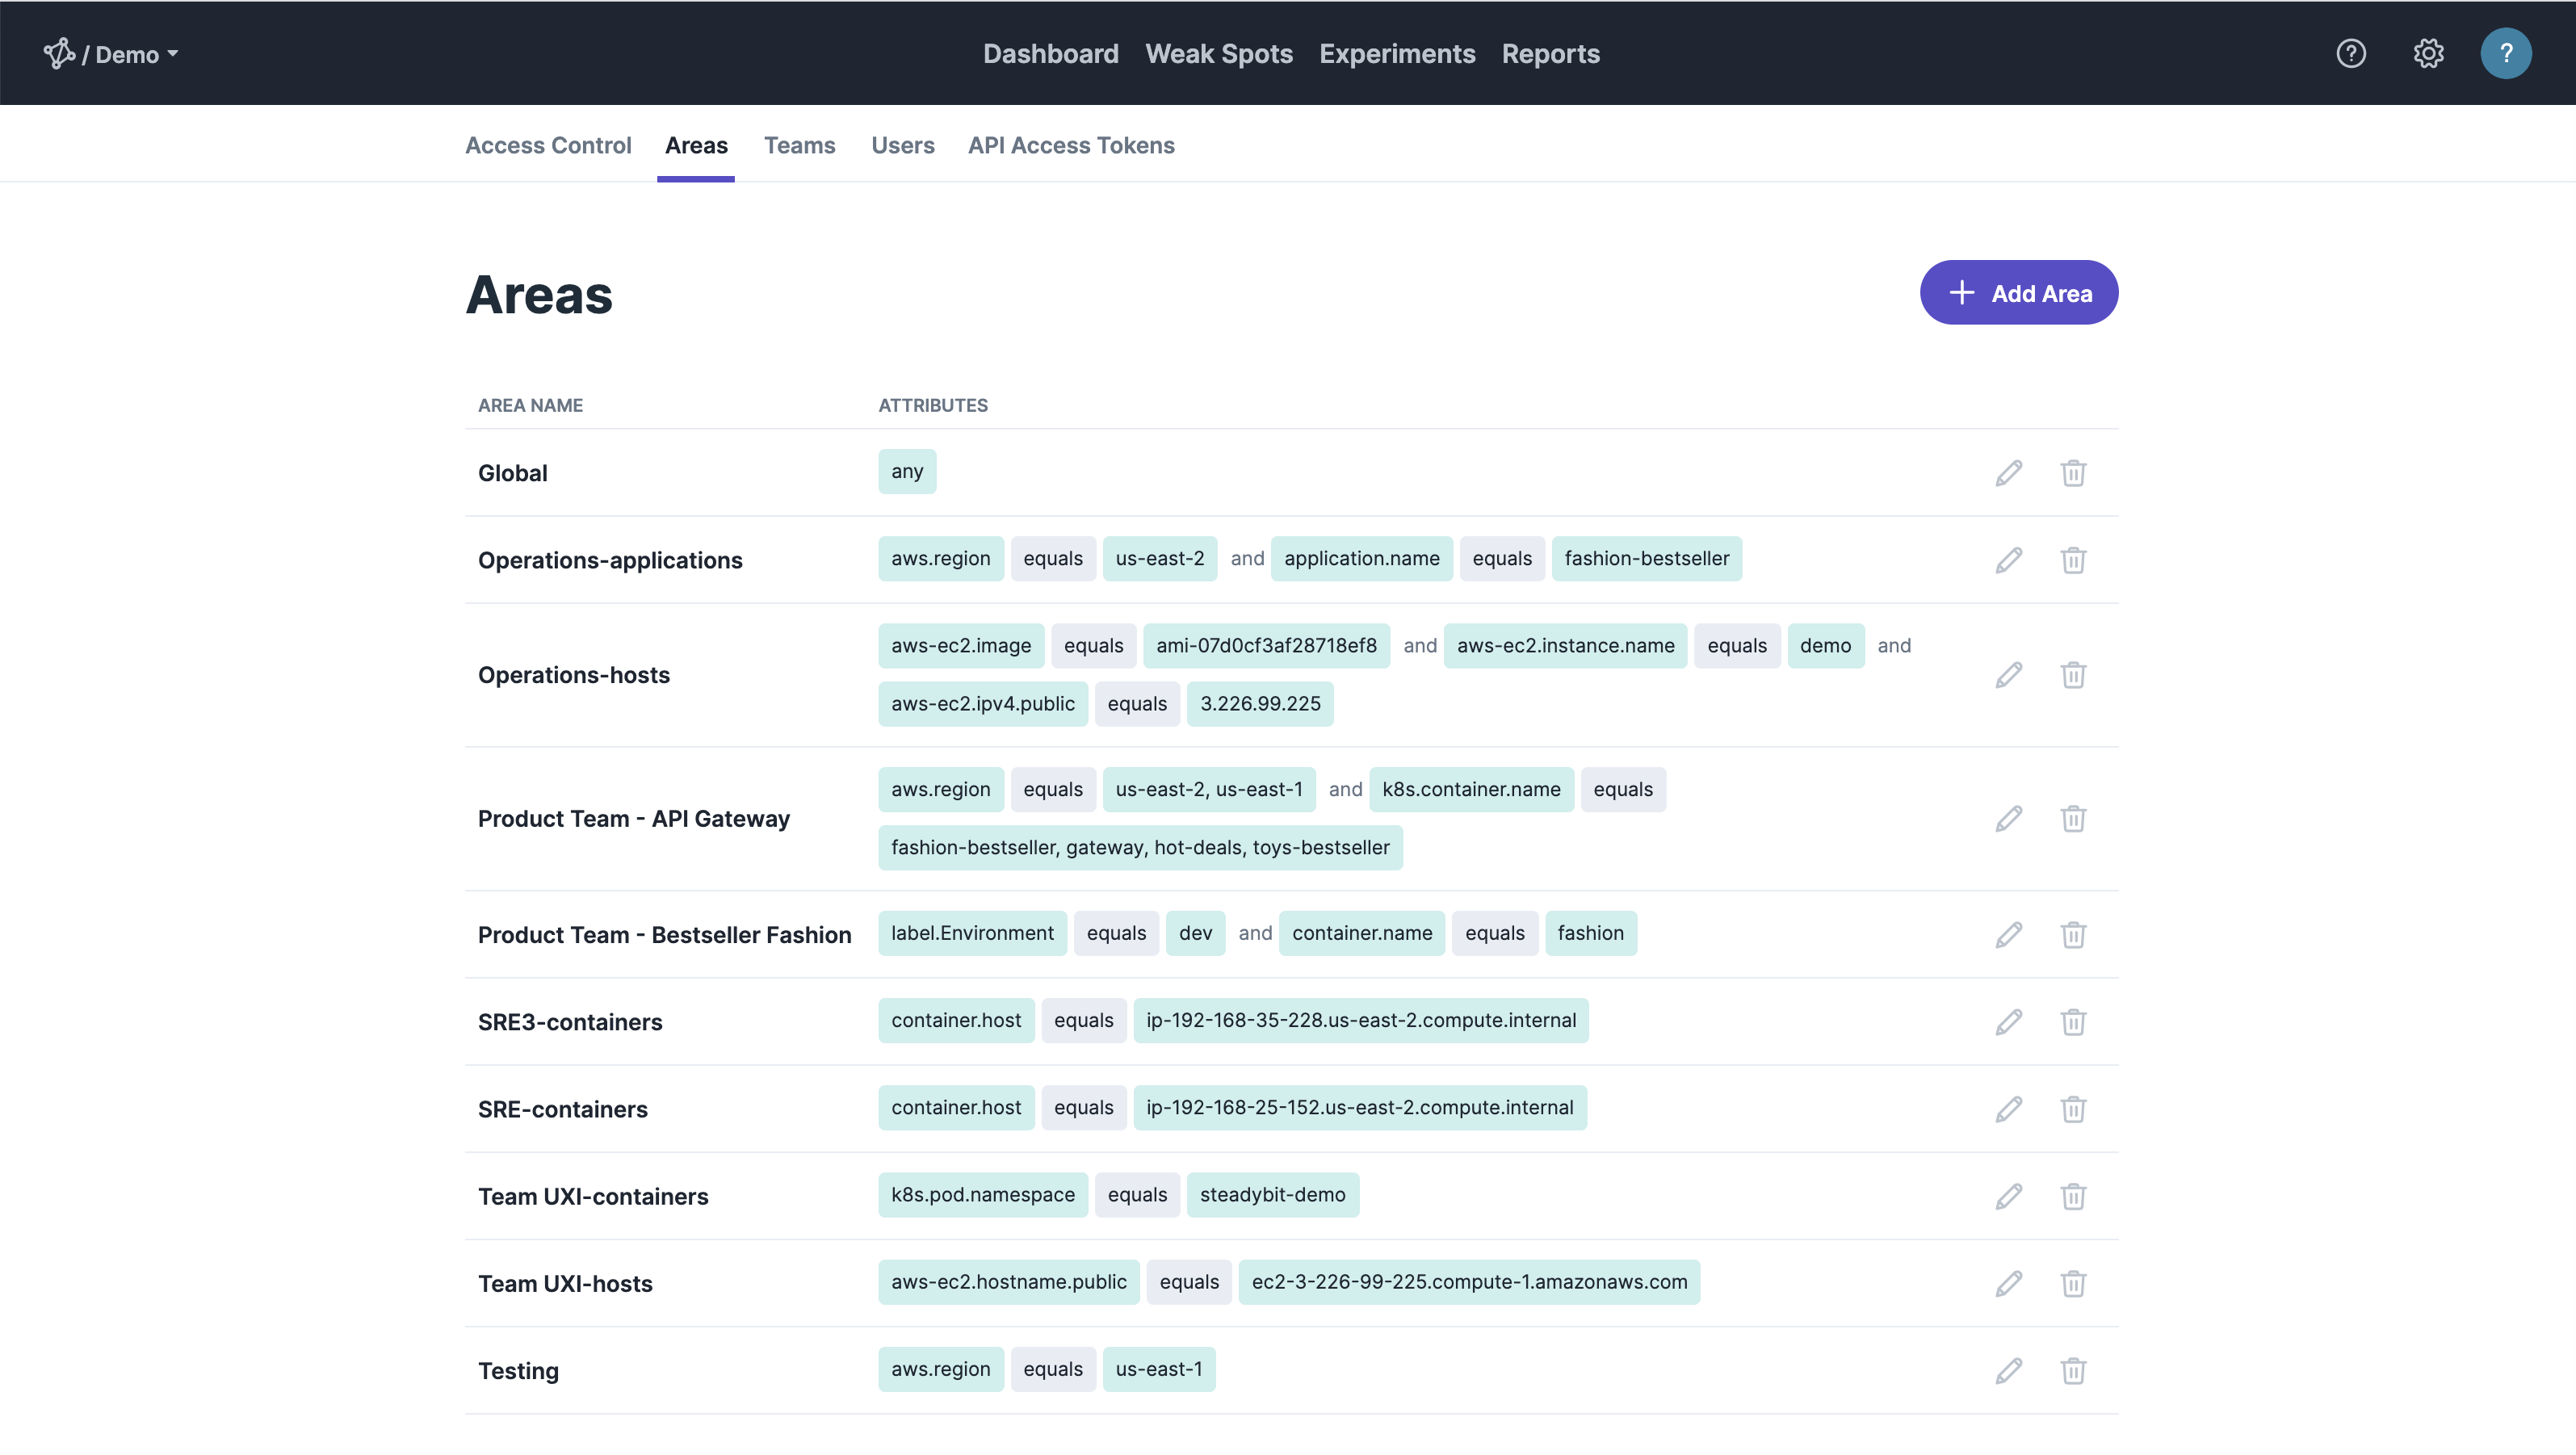 / Demo
Dashboard Weak Spots Experiments Reports
?
?
Access Control Areas Teams Users API Access Tokens
Areas
Add Area
AREA NAME ATTRIBUTES
Global any
Operations-applications aws.region equals us-east-2 and application.name equals fashion-bestseller
Operations-hosts aws-ec2.image equals ami-07d0cf3af28718ef8 and aws-ec2.instance.name equals demo and
aws-ec2.ipv4.public equals 3.226.99.225
Product Team - API Gateway aws.region equals us-east-2, us-east-1 and k8s.container.name equals
fashion-bestseller, gateway, hot-deals, toys-bestseller
Product Team - Bestseller Fashion label.Environment equals dev and container.name equals fashion
SRE3-containers container.host equals ip-192-168-35-228.us-east-2.compute.internal
SRE-containers container.host equals ip-192-168-25-152.us-east-2.compute.internal
Team UXI-containers k8s.pod.namespace equals steadybit-demo
Team UXI-hosts aws-ec2.hostname.public equals ec2-3-226-99-225.compute-1.amazonaws.com
Testing aws.region equals us-east-1